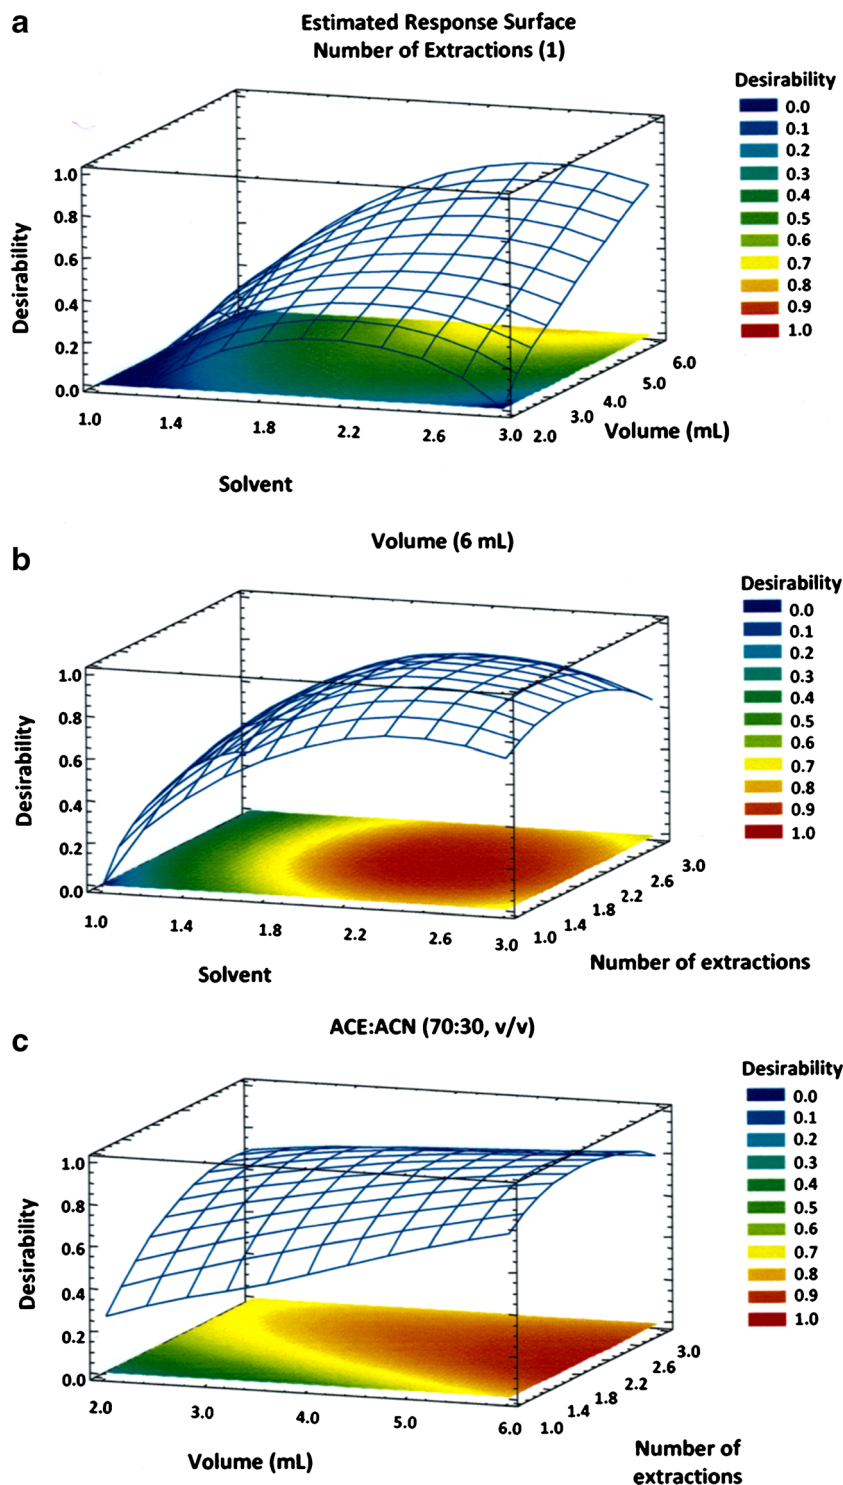 a
Estimated Response Surface
Number of Extractions (1)
Desirability
0.0
0.1
0.2
0.3
0.4
0.5
0.6
0.7
0.8
0.9
1.0
Desirability
1.0
0.8
0.6
0.4
0.2
0.0
1.0 1.4 1.8 2.2 2.6 3.0
2.0 3.0 4.0 5.0 6.0
Volume (mL)
Solvent
b
Volume (6 mL)
Desirability
0.0
0.1
0.2
0.3
0.4
0.5
0.6
0.7
0.8
0.9
1.0
Desirability
1.0
0.8
0.6
0.4
0.2
0.0
1.0 1.4 1.8 2.2 2.6 3.0
1.0 1.4 1.8 2.2 2.6 3.0
Number of extractions
Solvent
c
ACE:ACN (70:30, v/v)
Desirability
0.0
0.1
0.2
0.3
0.4
0.5
0.6
0.7
0.8
0.9
1.0
Desirability
1.0
0.8
0.6
0.4
0.2
0.0
2.0 3.0 4.0 5.0 6.0
1.0 1.4 1.8 2.2 2.6 3.0
Volume (mL)
Number of
extractions